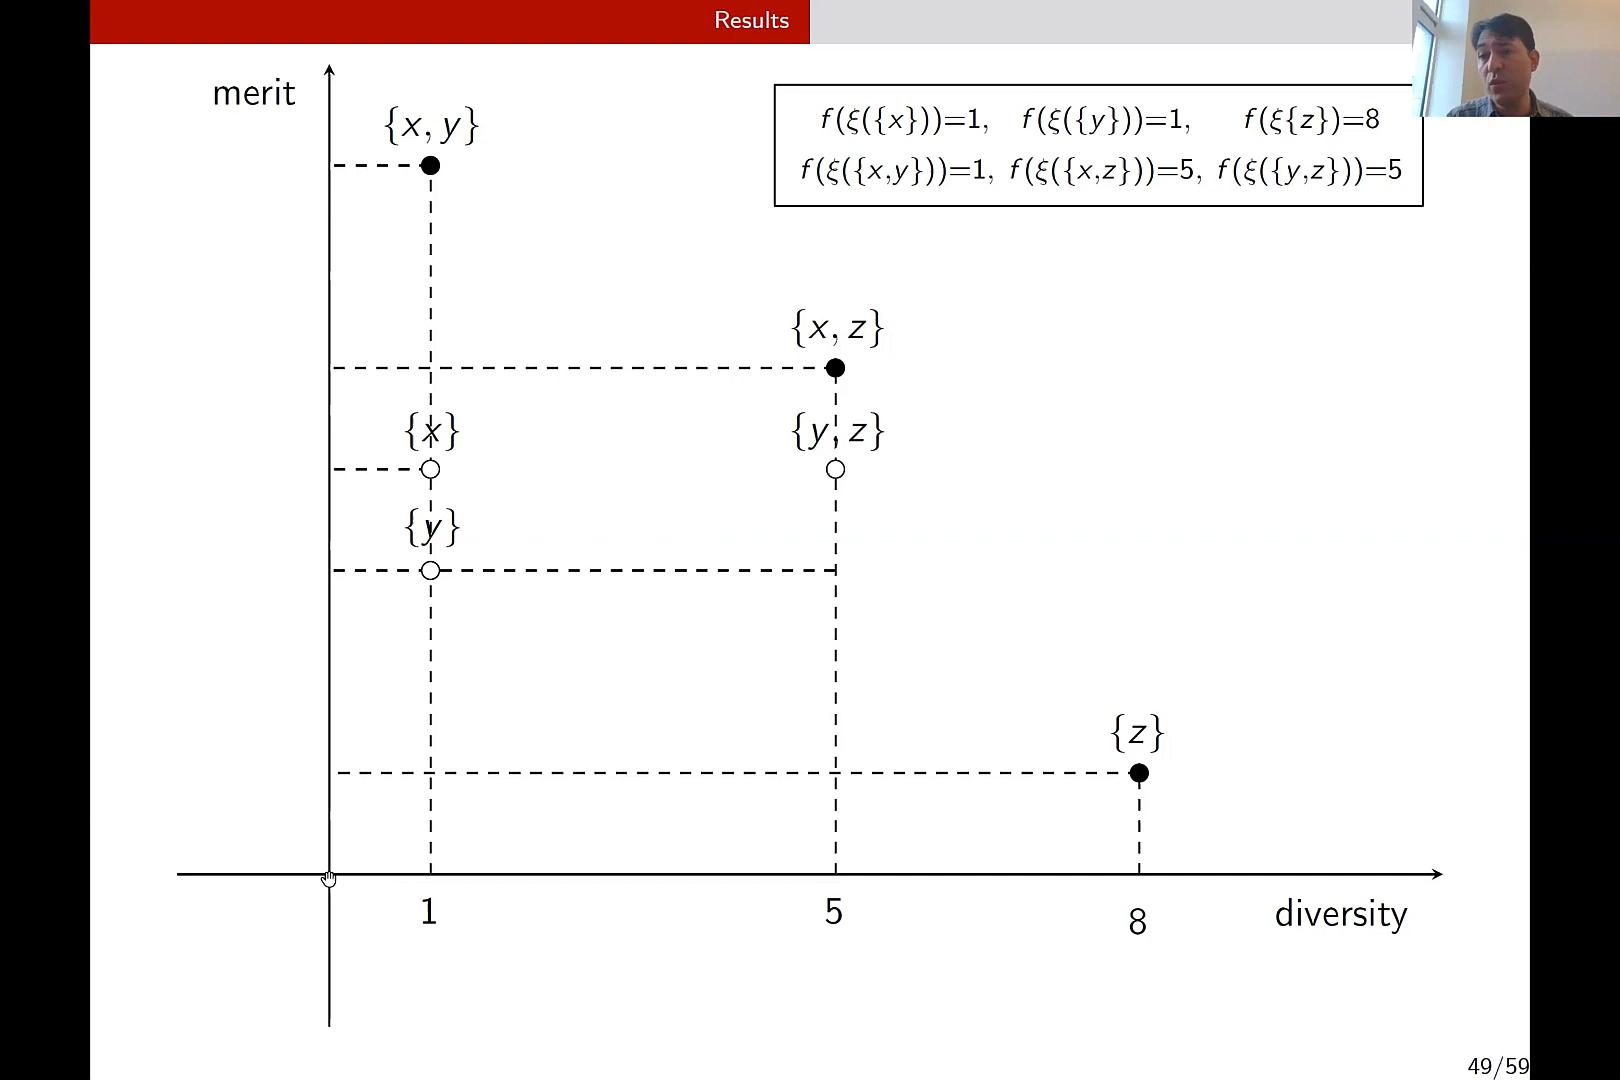 Results
merit
{x, y}
f(ξ({x}))=1, f(ξ({y}))=1, f(ξ{z})=8
f(ξ({x,y}))=1, f(ξ({x,z}))=5, f(ξ({y,z}))=5
{x, z}
{x}
{y, z}
{y}
{z}
1
5
8
diversity
49/59